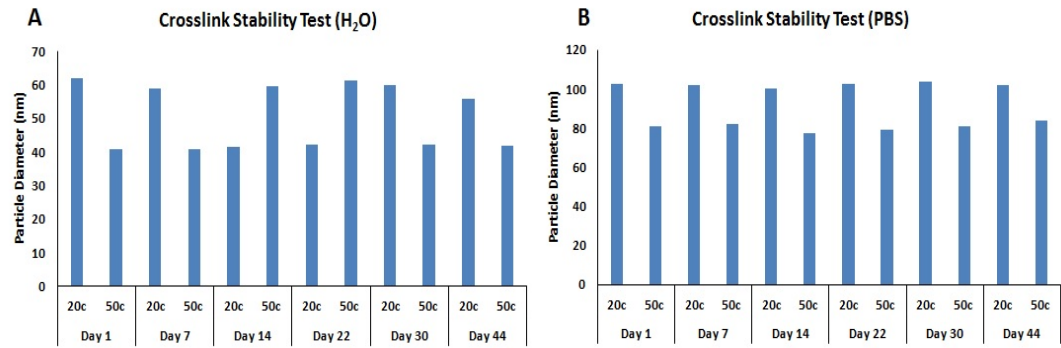 A
Crosslink Stability Test (H₂O)
70
60
50
40
30
20
10
0
Particle Diameter (nm)
20c 50c 20c 50c 20c 50c 20c 50c 20c 50c 20c 50c
Day 1 Day 7 Day 14 Day 22 Day 30 Day 44
B
Crosslink Stability Test (PBS)
120
100
80
60
40
20
0
Particle Diameter (nm)
20c 50c 20c 50c 20c 50c 20c 50c 20c 50c 20c 50c
Day 1 Day 7 Day 14 Day 22 Day 30 Day 44